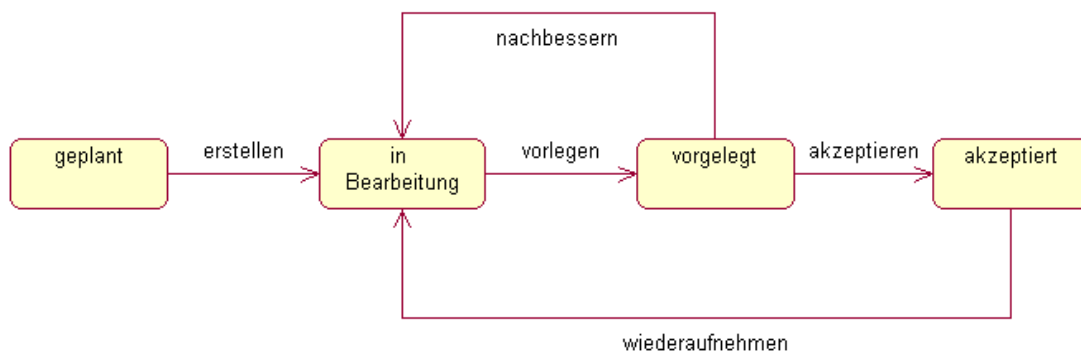 nachbessern
geplant
erstellen
in
Bearbeitung
vorlegen
vorgelegt
akzeptieren
akzeptiert
wiederaufnehmen